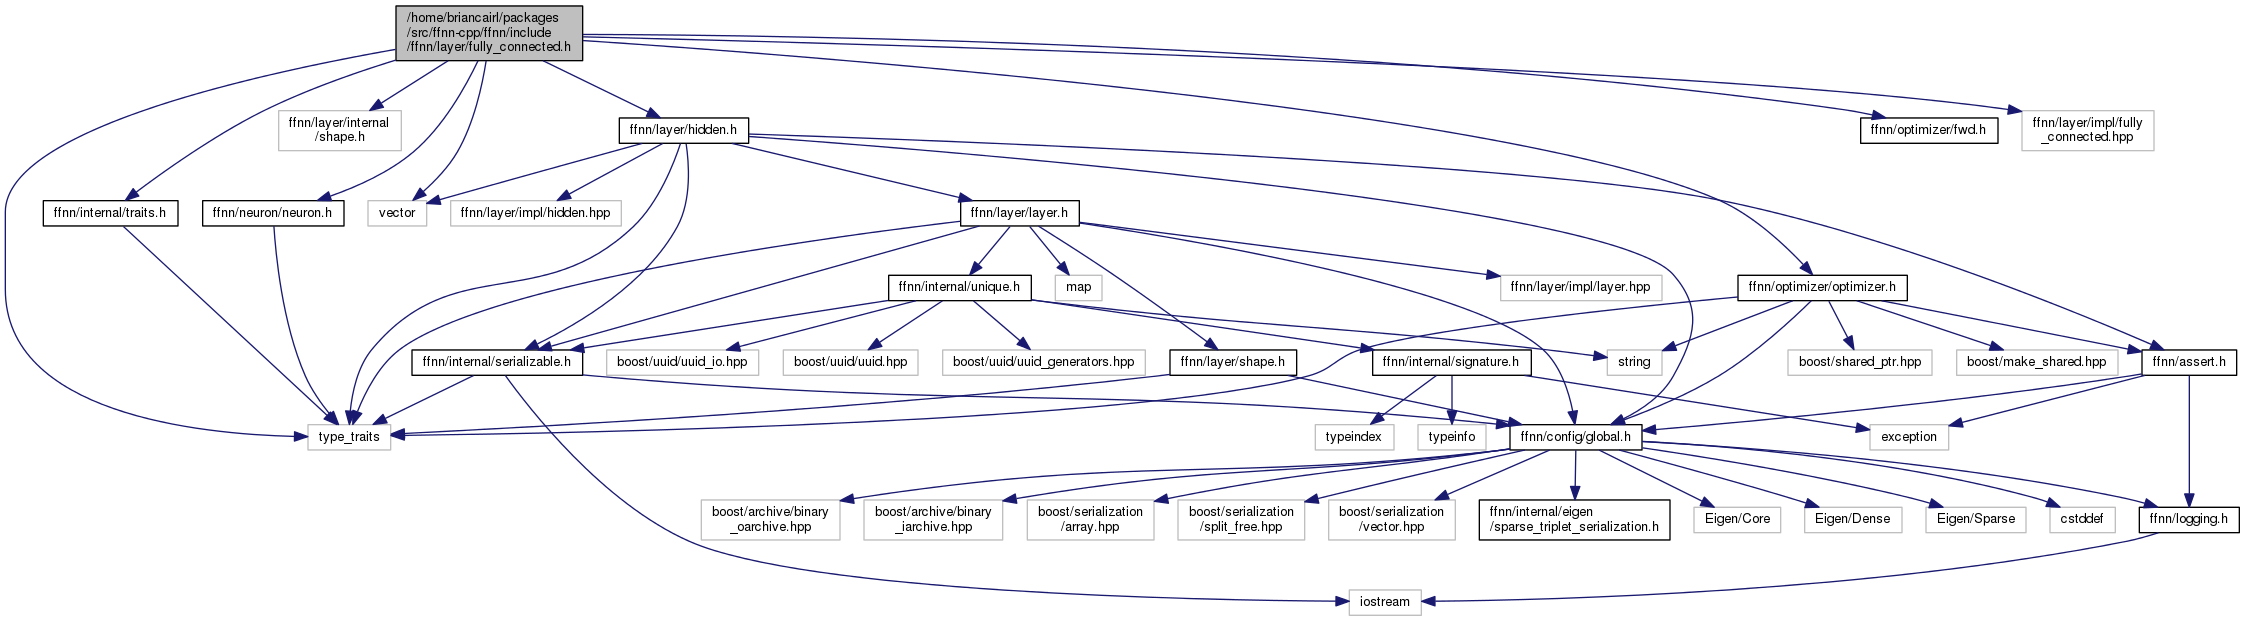 /home/briancairl/packages
/src/ffnn-cpp/ffnn/include
/ffnn/layer/fully_connected.h
ffnn/layer/internal
/shape.h
ffnn/layer/hidden.h
ffnn/optimizer/fwd.h
ffnn/layer/impl/fully
_connected.hpp
ffnn/internal/traits.h
ffnn/neuron/neuron.h
vector
ffnn/layer/impl/hidden.hpp
ffnn/layer/layer.h
ffnn/internal/unique.h
map
ffnn/layer/impl/layer.hpp
ffnn/optimizer/optimizer.h
ffnn/internal/serializable.h
boost/uuid/uuid_io.hpp
boost/uuid/uuid.hpp
boost/uuid/uuid_generators.hpp
ffnn/layer/shape.h
ffnn/internal/signature.h
string
boost/shared_ptr.hpp
boost/make_shared.hpp
ffnn/assert.h
type_traits
typeindex
typeinfo
ffnn/config/global.h
exception
boost/archive/binary
_oarchive.hpp
boost/archive/binary
_iarchive.hpp
boost/serialization
/array.hpp
boost/serialization
/split_free.hpp
boost/serialization
/vector.hpp
ffnn/internal/eigen
/sparse_triplet_serialization.h
Eigen/Core
Eigen/Dense
Eigen/Sparse
cstddef
ffnn/logging.h
iostream